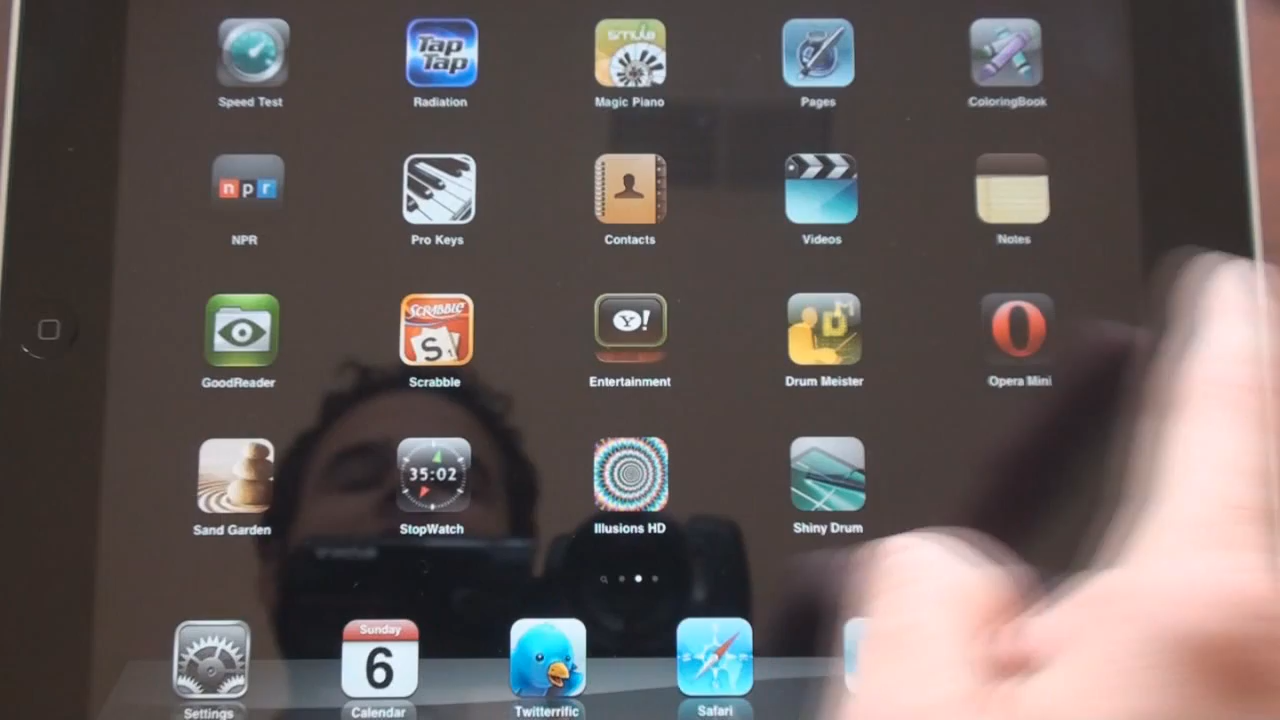 Tap
Tap
SMULE
Speed Test Radiation Magic Piano Pages ColoringBook
npr
NPR Pro Keys Contacts Videos Notes
SCRABBLE
S1
Y!
D M
GoodReader Scrabble Entertainment Drum Meister Opera Mini
35:02
Sand Garden StopWatch Illusions HD Shiny Drum
Sunday
6
Settings Calendar Twitterrific Safari